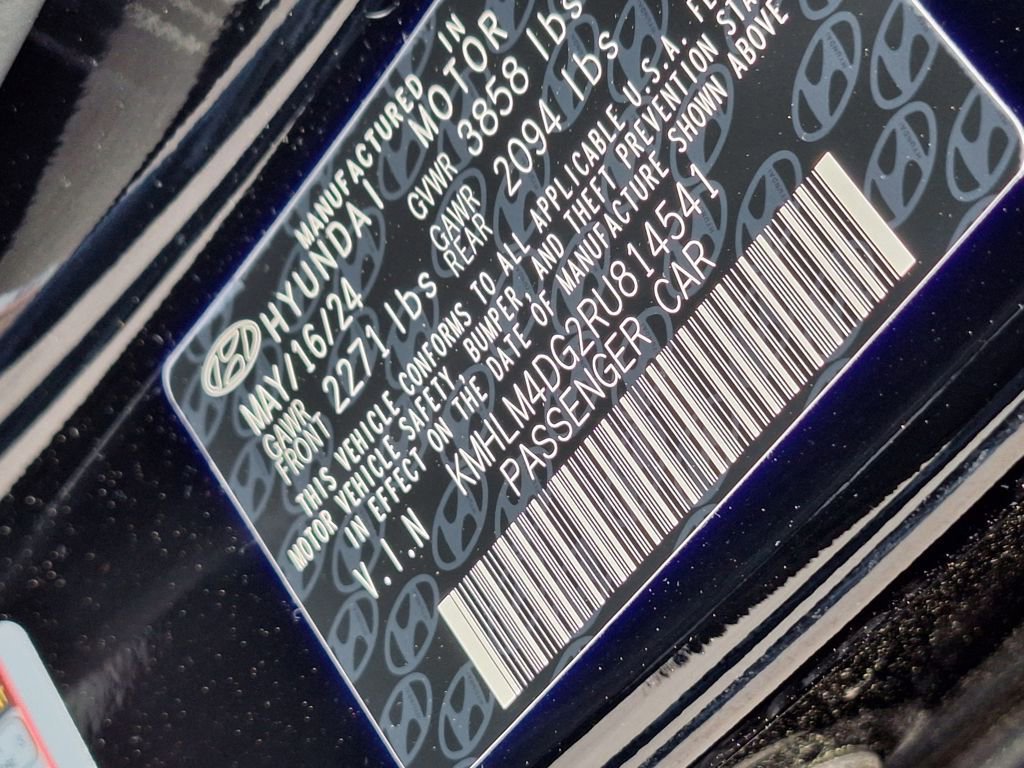 MANUFACTURED IN
HYUNDAI MOTOR
MAY/16/24 GVWR 3858 lbs
GAWR FRONT 2271 lbs GAWR REAR 2094 lbs
THIS VEHICLE CONFORMS TO ALL APPLICABLE U.S.A.
MOTOR VEHICLE SAFETY, BUMPER, AND THEFT PREVENTION
IN EFFECT ON THE DATE OF MANUFACTURE SHOWN ABOVE
V.I.N KMHLM4DG2RU814541
PASSENGER CAR